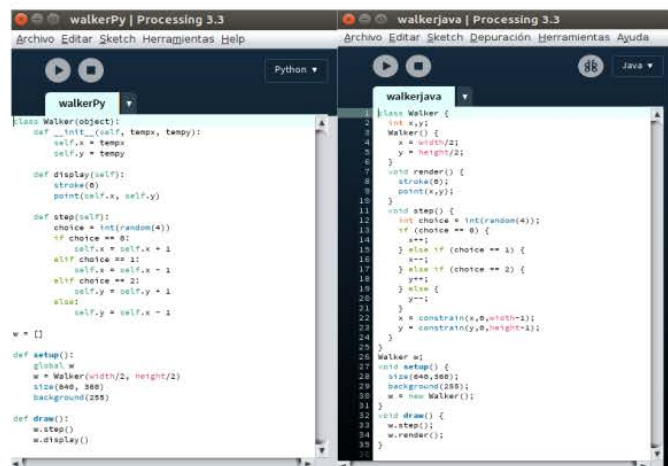 walkerPy | Processing 3.3
Archivo Editar Sketch Herramientas Help
Python ▾
walkerPy
class Walker(object):
    def __init__(self, tempx, tempy):
        self.x = tempx
        self.y = tempy

    def display(self):
        stroke(0)
        point(self.x, self.y)

    def step(self):
        choice = int(random(4))
        if choice == 0:
            self.x = self.x + 1
        elif choice == 1:
            self.x = self.x - 1
        elif choice == 2:
            self.y = self.y + 1
        else:
            self.y = self.x - 1

w = []

def setup():
    global w
    w = Walker(width/2, height/2)
    size(640, 360)
    background(255)

def draw():
    w.step()
    w.display()
walkerjava | Processing 3.3
Archivo Editar Sketch Depuración Herramientas Ayuda
Java ▾
walkerjava
1 class Walker {
2   int x,y;
3   Walker() {
4     x = width/2;
5     y = height/2;
6   }
7   void render() {
8     stroke(0);
9     point(x,y);
10   }
11   void step() {
12     int choice = int(random(4));
13     if (choice == 0) {
14       x++;
15     } else if (choice == 1) {
16       x--;
17     } else if (choice == 2) {
18       y++;
19     } else {
20       y--;
21     }
22     x = constrain(x,0,width-1);
23     y = constrain(y,0,height-1);
24   }
25 }
26 Walker w;
27 void setup() {
28   size(640,360);
29   background(255);
30   w = new Walker();
31 }
32 void draw() {
33   w.step();
34   w.render();
35 }